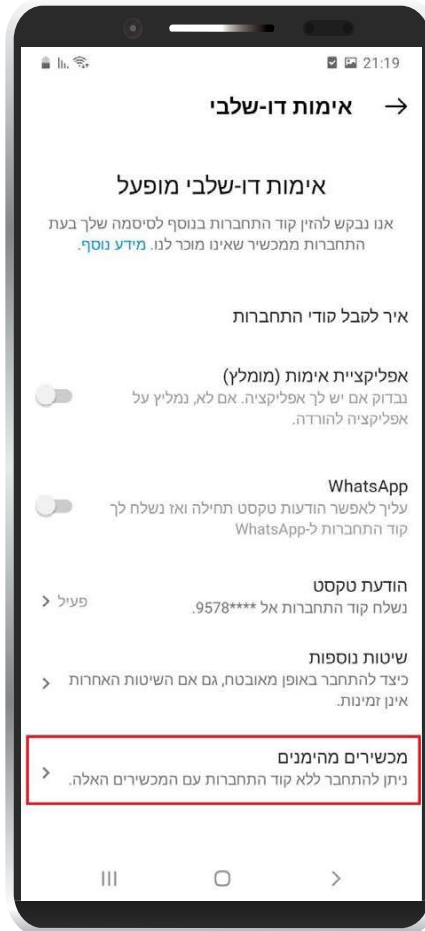 21:19
אימות דו-שלבי
אימות דו-שלבי מופעל
אנו נבקש להזין קוד התחברות בנוסף לסיסמה שלך בעת
התחברות ממכשיר שאינו מוכר לנו. מידע נוסף.
איך לקבל קודי התחברות
אפליקציית אימות (מומלץ)
נבדוק אם יש לך אפליקציה. אם לא, נמליץ על
אפליקציה להורדה.
WhatsApp
עליך לאפשר הודעות טקסט תחילה ואז נשלח לך
קוד התחברות ל-WhatsApp
הודעת טקסט
נשלח קוד התחברות אל ****9578.
פעיל
שיטות נוספות
כיצד להתחבר באופן מאובטח, גם אם השיטות האחרות
אינן זמינות.
מכשירים מהימנים
ניתן להתחבר ללא קוד התחברות עם המכשירים האלה.